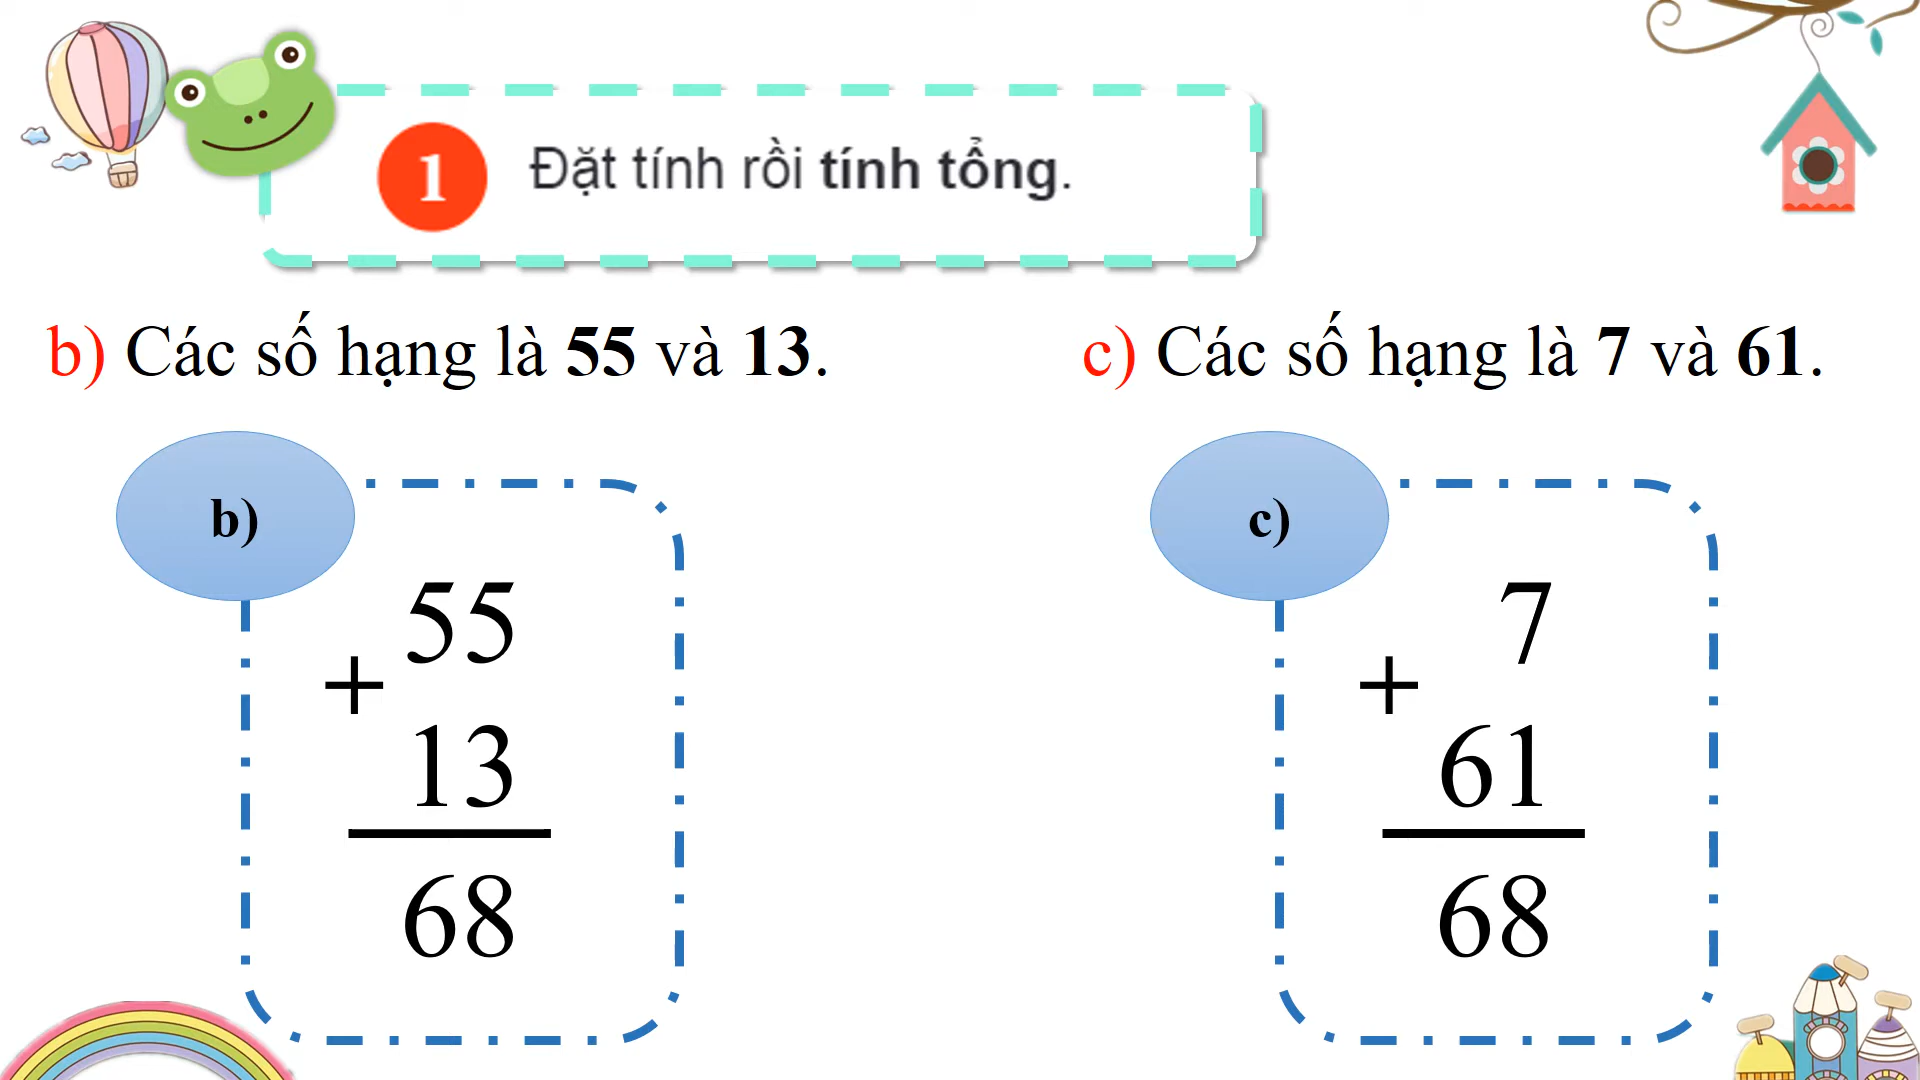 1 Đặt tính rồi tính tổng.
b) Các số hạng là 55 và 13.
b)
55
+
13
68
c) Các số hạng là 7 và 61.
c)
7
+
61
68